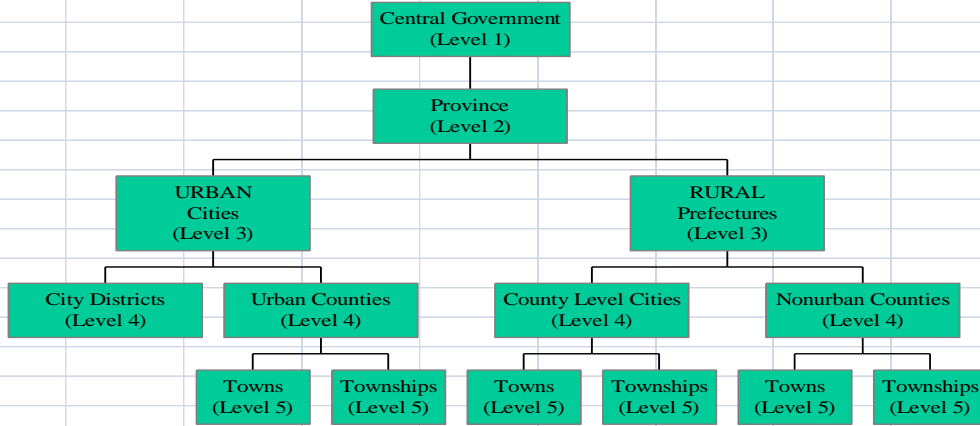 Central Government
(Level 1)
Province
(Level 2)
URBAN
Cities
(Level 3)
RURAL
Prefectures
(Level 3)
City Districts
(Level 4)
Urban Counties
(Level 4)
County Level Cities
(Level 4)
Nonurban Counties
(Level 4)
Towns
(Level 5)
Townships
(Level 5)
Towns
(Level 5)
Townships
(Level 5)
Towns
(Level 5)
Townships
(Level 5)